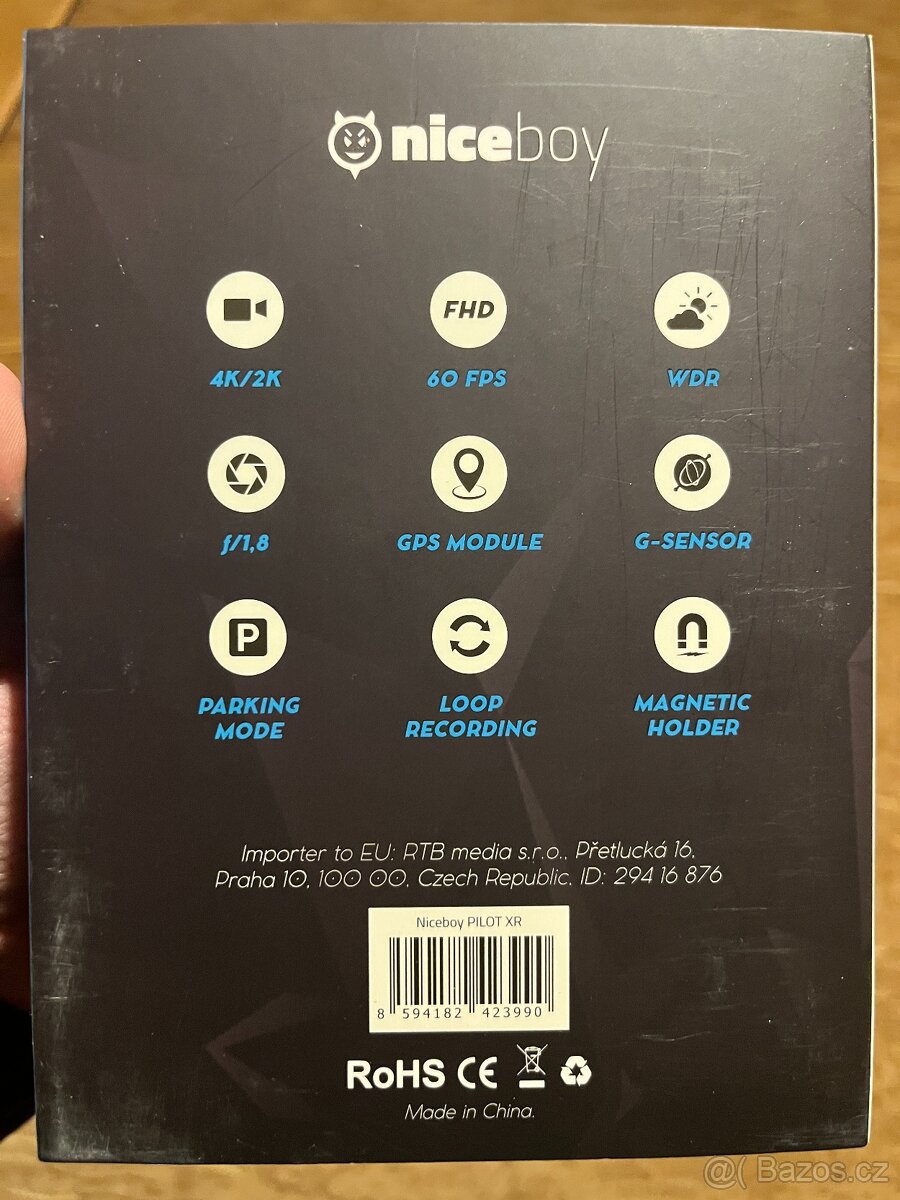 niceboy
FHD
4K/2K
60 FPS
WDR
f/1,8
GPS MODULE
G-SENSOR
P
PARKING
MODE
LOOP
RECORDING
MAGNETIC
HOLDER
Importer to EU: RTB media s.r.o., Přetlucká 16,
Praha 10, 100 00, Czech Republic. ID: 294 16 876
Niceboy PILOT XR
8 594182 423990
RoHS CE
Made in China.
@( Bazos.cz